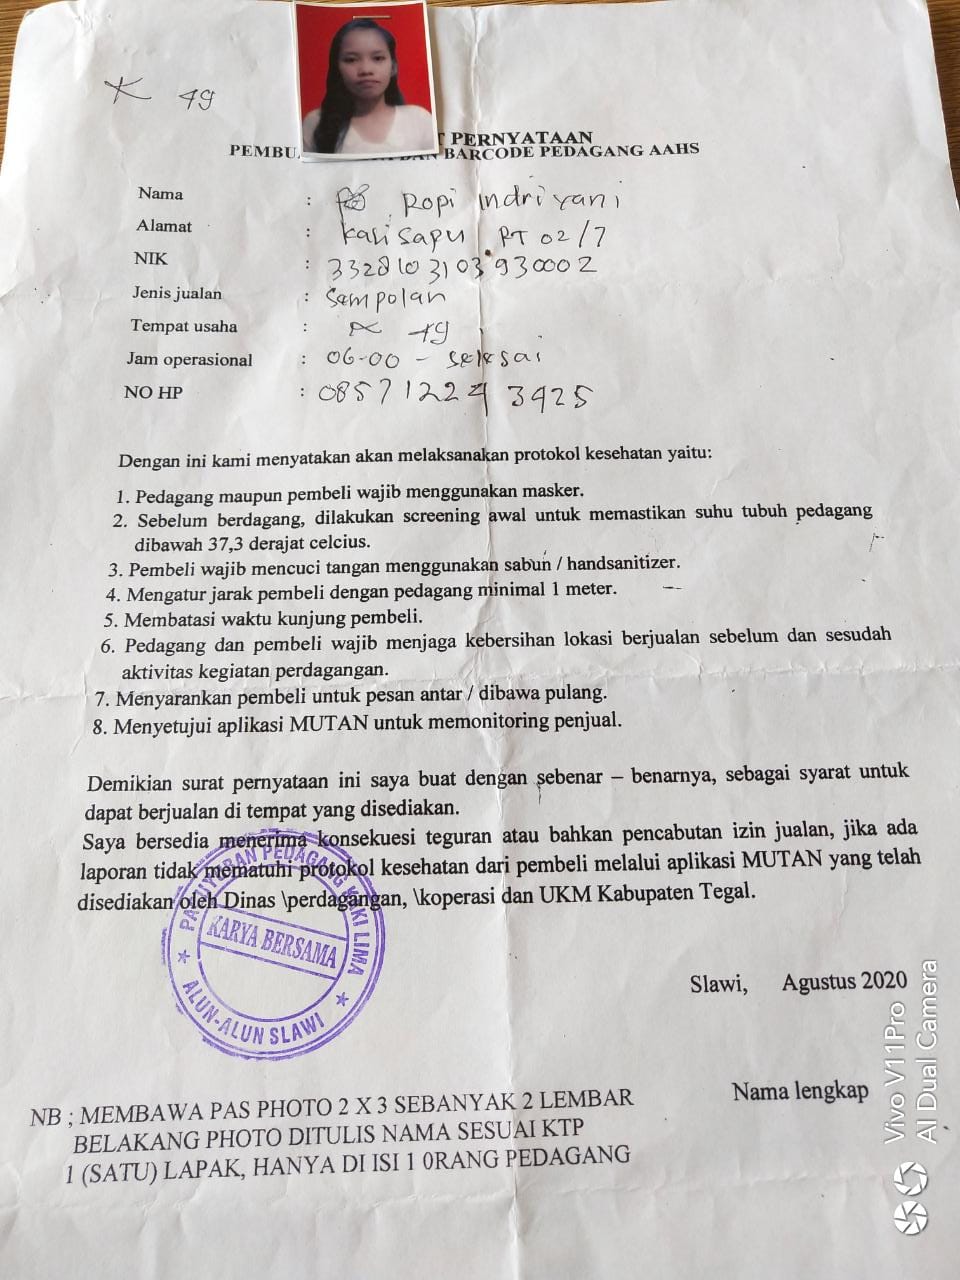 K 49
PERNYATAAN
PEMBU DAN BARCODE PEDAGANG AAHS
Nama : Ropi Indriyani
Alamat : Kalisapu RT 02/7
NIK : 3328103103930002
Jenis jualan : Sempolan
Tempat usaha : K 49
Jam operasional : 06-00 - selesai
NO HP : 085712243425
Dengan ini kami menyatakan akan melaksanakan protokol kesehatan yaitu:
1. Pedagang maupun pembeli wajib menggunakan masker.
2. Sebelum berdagang, dilakukan screening awal untuk memastikan suhu tubuh pedagang
dibawah 37,3 derajat celcius.
3. Pembeli wajib mencuci tangan menggunakan sabun / handsanitizer.
4. Mengatur jarak pembeli dengan pedagang minimal 1 meter.
5. Membatasi waktu kunjung pembeli.
6. Pedagang dan pembeli wajib menjaga kebersihan lokasi berjualan sebelum dan sesudah
aktivitas kegiatan perdagangan.
7. Menyarankan pembeli untuk pesan antar / dibawa pulang.
8. Menyetujui aplikasi MUTAN untuk memonitoring penjual.
Demikian surat pernyataan ini saya buat dengan sebenar – benarnya, sebagai syarat untuk
dapat berjualan di tempat yang disediakan.
Saya bersedia menerima konsekuesi teguran atau bahkan pencabutan izin jualan, jika ada
laporan tidak mematuhi protokol kesehatan dari pembeli melalui aplikasi MUTAN yang telah
disediakan oleh Dinas \perdagangan, \koperasi dan UKM Kabupaten Tegal.
PAGUYUBAN PEDAGANG KAKI LIMA
KARYA BERSAMA
ALUN-ALUN SLAWI
Slawi, Agustus 2020
Nama lengkap
NB ; MEMBAWA PAS PHOTO 2 X 3 SEBANYAK 2 LEMBAR
BELAKANG PHOTO DITULIS NAMA SESUAI KTP
1 (SATU) LAPAK, HANYA DI ISI 1 0RANG PEDAGANG
Vivo V11Pro
AI Dual Camera